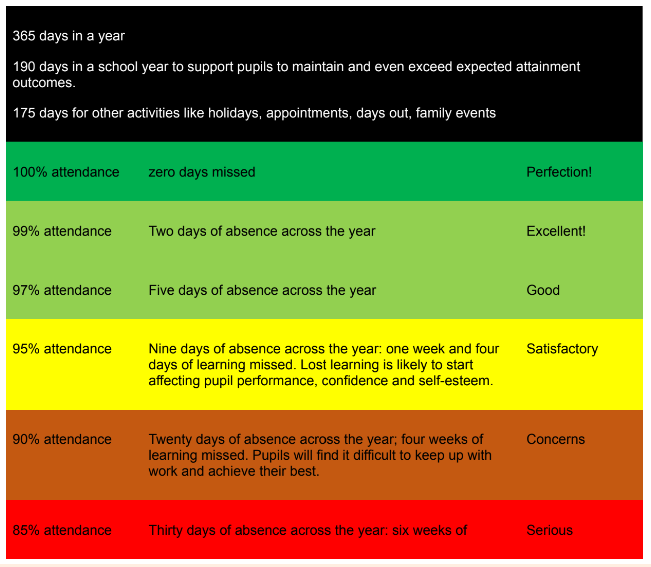 365 days in a year
190 days in a school year to support pupils to maintain and even exceed expected attainment
outcomes.
175 days for other activities like holidays, appointments, days out, family events
100% attendance zero days missed Perfection!
99% attendance Two days of absence across the year Excellent!
97% attendance Five days of absence across the year Good
95% attendance Nine days of absence across the year: one week and four Satisfactory
days of learning missed. Lost learning is likely to start
affecting pupil performance, confidence and self-esteem.
90% attendance Twenty days of absence across the year; four weeks of Concerns
learning missed. Pupils will find it difficult to keep up with
work and achieve their best.
85% attendance Thirty days of absence across the year: six weeks of Serious